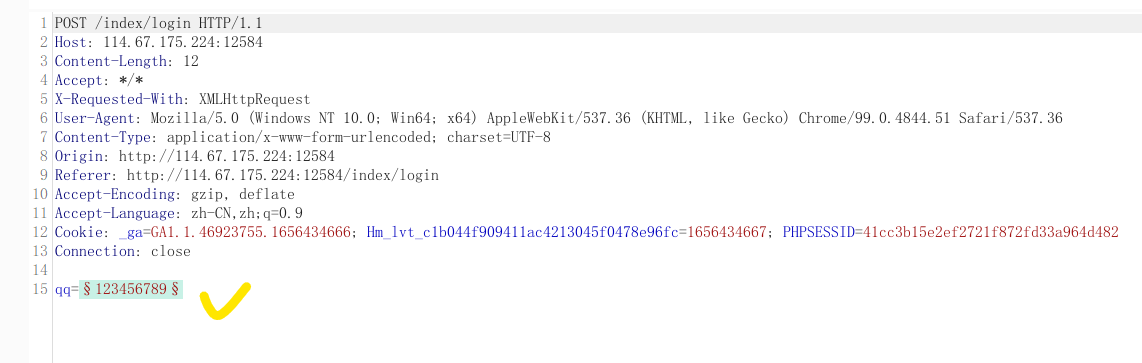 1 POST /index/login HTTP/1.1
2 Host: 114.67.175.224:12584
3 Content-Length: 12
4 Accept: */*
5 X-Requested-With: XMLHttpRequest
6 User-Agent: Mozilla/5.0 (Windows NT 10.0; Win64; x64) AppleWebKit/537.36 (KHTML, like Gecko) Chrome/99.0.4844.51 Safari/537.36
7 Content-Type: application/x-www-form-urlencoded; charset=UTF-8
8 Origin: http://114.67.175.224:12584
9 Referer: http://114.67.175.224:12584/index/login
10 Accept-Encoding: gzip, deflate
11 Accept-Language: zh-CN,zh;q=0.9
12 Cookie: _ga=GA1.1.46923755.1656434666; Hm_lvt_c1b044f909411ac4213045f0478e96fc=1656434667; PHPSESSID=41cc3b15e2ef2721f872fd33a964d482
13 Connection: close
14
15 qq=§123456789§